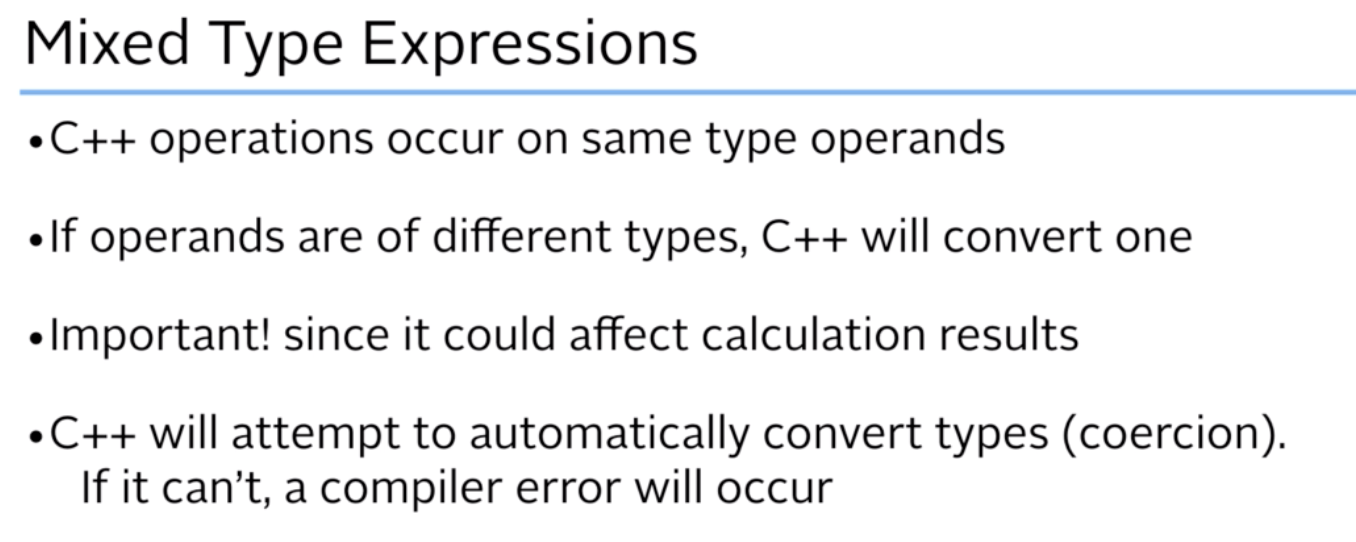 Mixed Type Expressions
•C++ operations occur on same type operands
•If operands are of different types, C++ will convert one
•Important! since it could affect calculation results
•C++ will attempt to automatically convert types (coercion).
If it can’t, a compiler error will occur